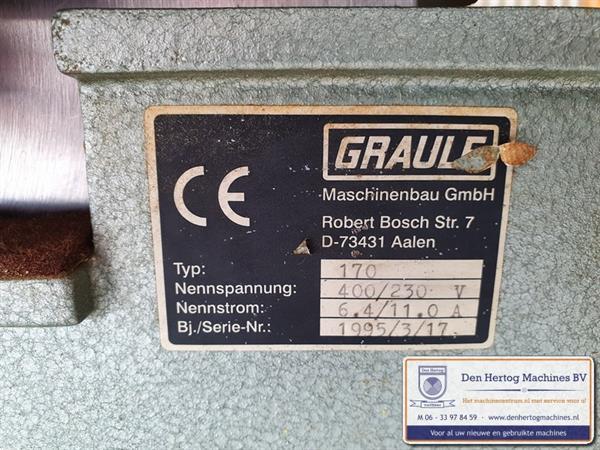 CE
GRAULE
Maschinenbau GmbH
Robert Bosch Str. 7
D-73431 Aalen
Typ: 170
Nennspannung: 400/230 V
Nennstrom: 6.4/11.0 A
Bj./Serie-Nr.: 1995/3/17.
Den Hertog Machines BV
Het machinecentrum.nl met service voor u!
M 06 - 33 97 84 59 - www.denhertogmachines.nl
Voor al uw nieuwe en gebruikte machines